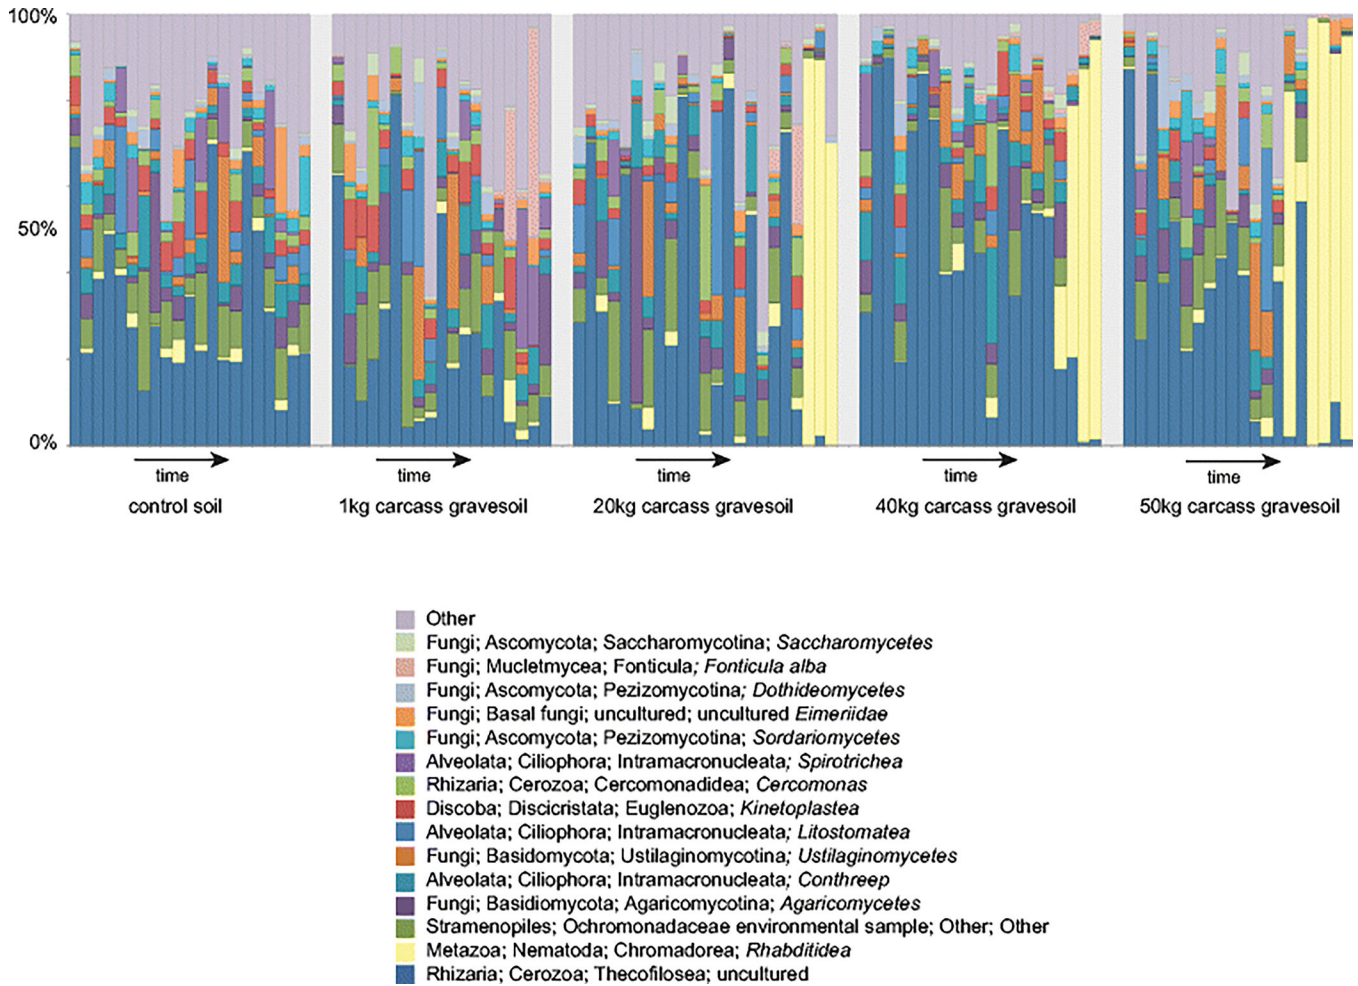 100%
50%
0%
time
time
time
time
time
control soil
1kg carcass gravesoil
20kg carcass gravesoil
40kg carcass gravesoil
50kg carcass gravesoil
Other
Fungi; Ascomycota; Saccharomycotina; Saccharomycetes
Fungi; Mucletmycea; Fonticula; Fonticula alba
Fungi; Ascomycota; Pezizomycotina; Dothideomycetes
Fungi; Basal fungi; uncultured; uncultured Eimeriidae
Fungi; Ascomycota; Pezizomycotina; Sordariomycetes
Alveolata; Ciliophora; Intramacronucleata; Spirotrichea
Rhizaria; Cerozoa; Cercomonadidea; Cercomonas
Discoba; Discicristata; Euglenozoa; Kinetoplastea
Alveolata; Ciliophora; Intramacronucleata; Litostomatea
Fungi; Basidomycota; Ustilaginomycotina; Ustilaginomycetes
Alveolata; Ciliophora; Intramacronucleata; Conthreep
Fungi; Basidiomycota; Agaricomycotina; Agaricomycetes
Stramenopiles; Ochromonadaceae environmental sample; Other; Other
Metazoa; Nematoda; Chromadorea; Rhabditidea
Rhizaria; Cerozoa; Thecofilosea; uncultured